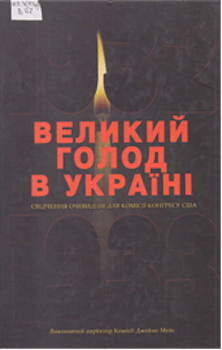 ВЕЛИКИЙ
ГОЛОД
В УКРАЇНІ
СВІДЧЕННЯ ОЧЕВИДЦІВ ДЛЯ КОМІСІЇ КОНГРЕСУ США
Виконавчий директор Комісії Джеймс Мейс